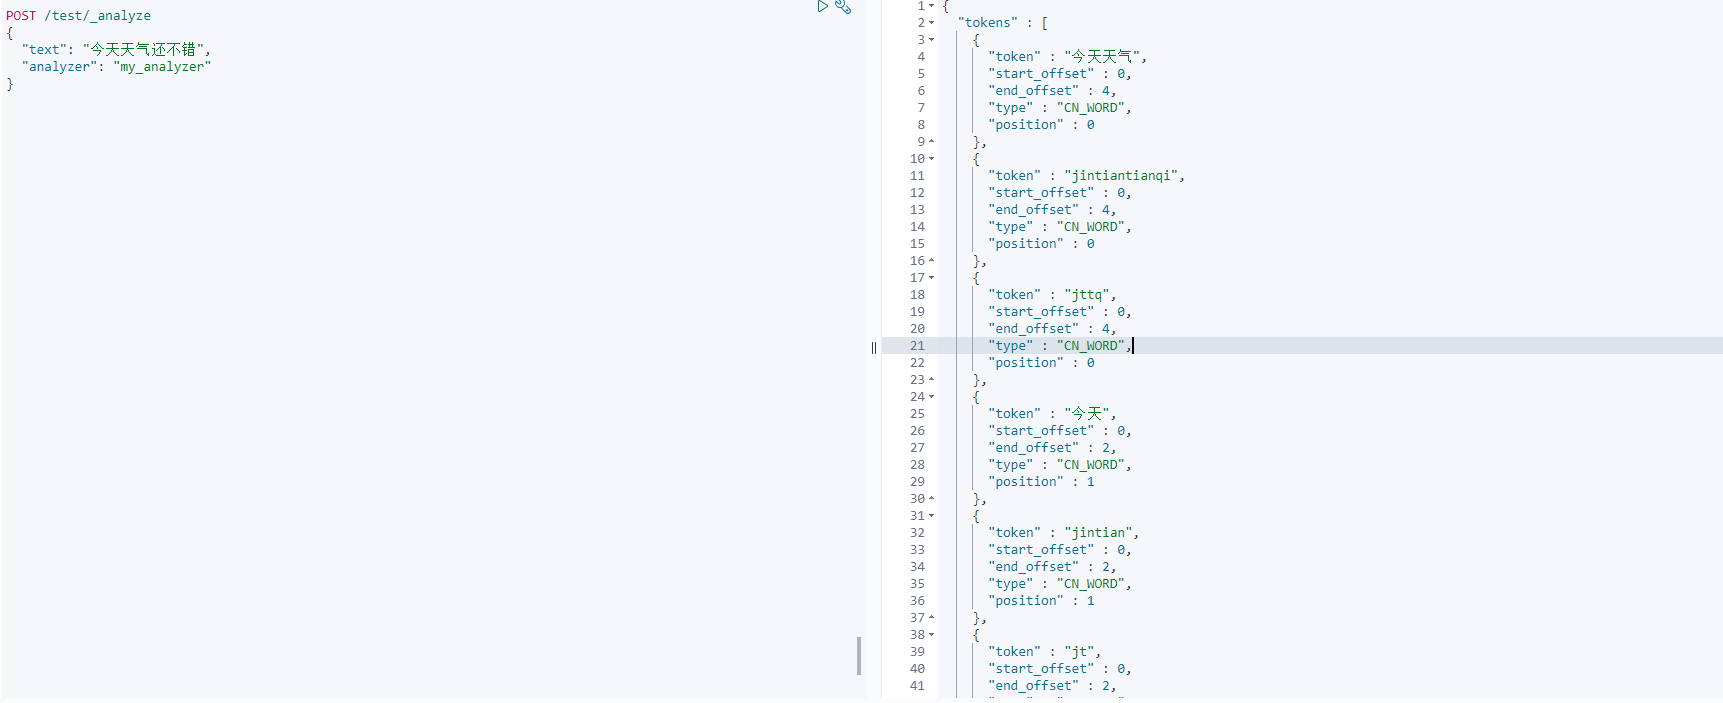 POST /test/_analyze
{
  "text": "今天天气还不错",
  "analyzer": "my_analyzer"
}
1 {
2 "tokens" : [
3 {
4 "token" : "今天天气",
5 "start_offset" : 0,
6 "end_offset" : 4,
7 "type" : "CN_WORD",
8 "position" : 0
9 },
10 {
11 "token" : "jintiantianqi",
12 "start_offset" : 0,
13 "end_offset" : 4,
14 "type" : "CN_WORD",
15 "position" : 0
16 },
17 {
18 "token" : "jttq",
19 "start_offset" : 0,
20 "end_offset" : 4,
21 "type" : "CN_WORD",
22 "position" : 0
23 },
24 {
25 "token" : "今天",
26 "start_offset" : 0,
27 "end_offset" : 2,
28 "type" : "CN_WORD",
29 "position" : 1
30 },
31 {
32 "token" : "jintian",
33 "start_offset" : 0,
34 "end_offset" : 2,
35 "type" : "CN_WORD",
36 "position" : 1
37 },
38 {
39 "token" : "jt",
40 "start_offset" : 0,
41 "end_offset" : 2,